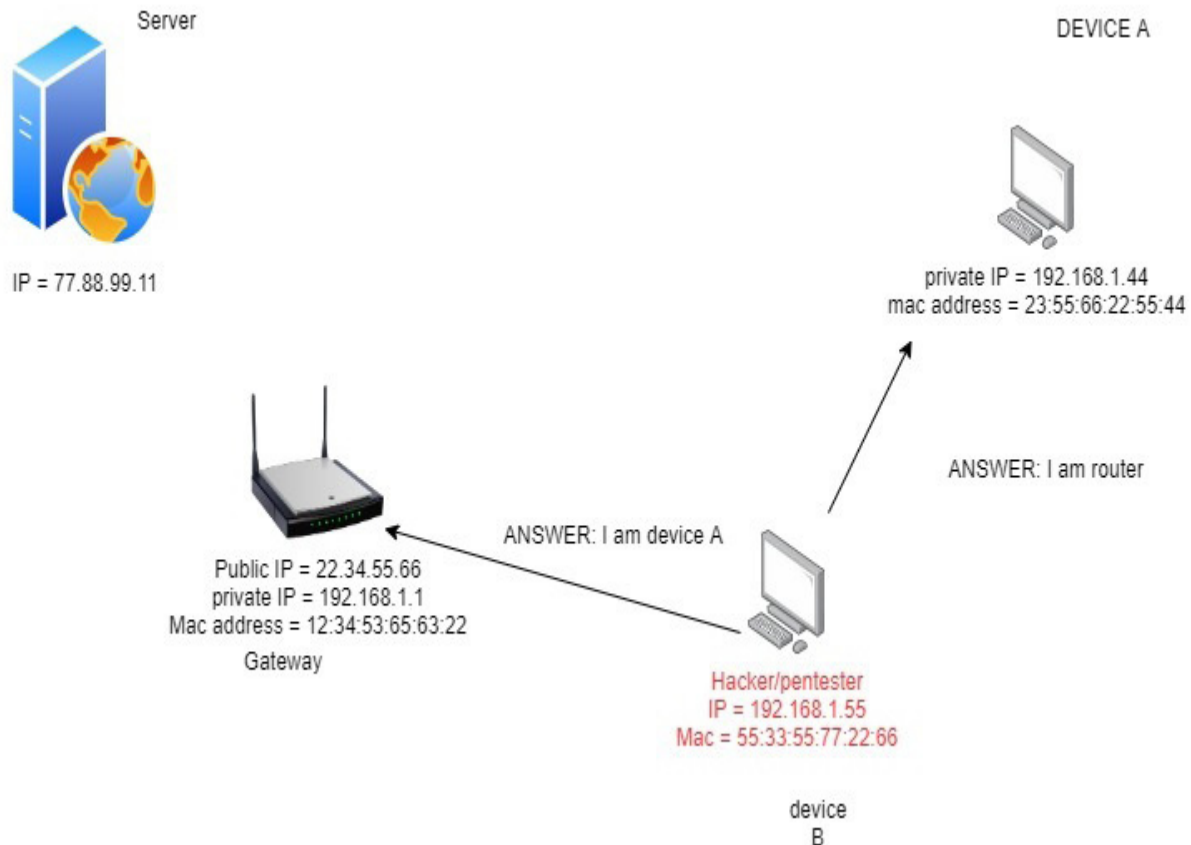 Server
DEVICE A
IP = 77.88.99.11
private IP = 192.168.1.44
mac address = 23:55:66:22:55:44
ANSWER: I am router
ANSWER: I am device A
Public IP = 22.34.55.66
private IP = 192.168.1.1
Mac address = 12:34:53:65:63:22
Gateway
Hacker/pentester
IP = 192.168.1.55
Mac = 55:33:55:77:22:66
device
B